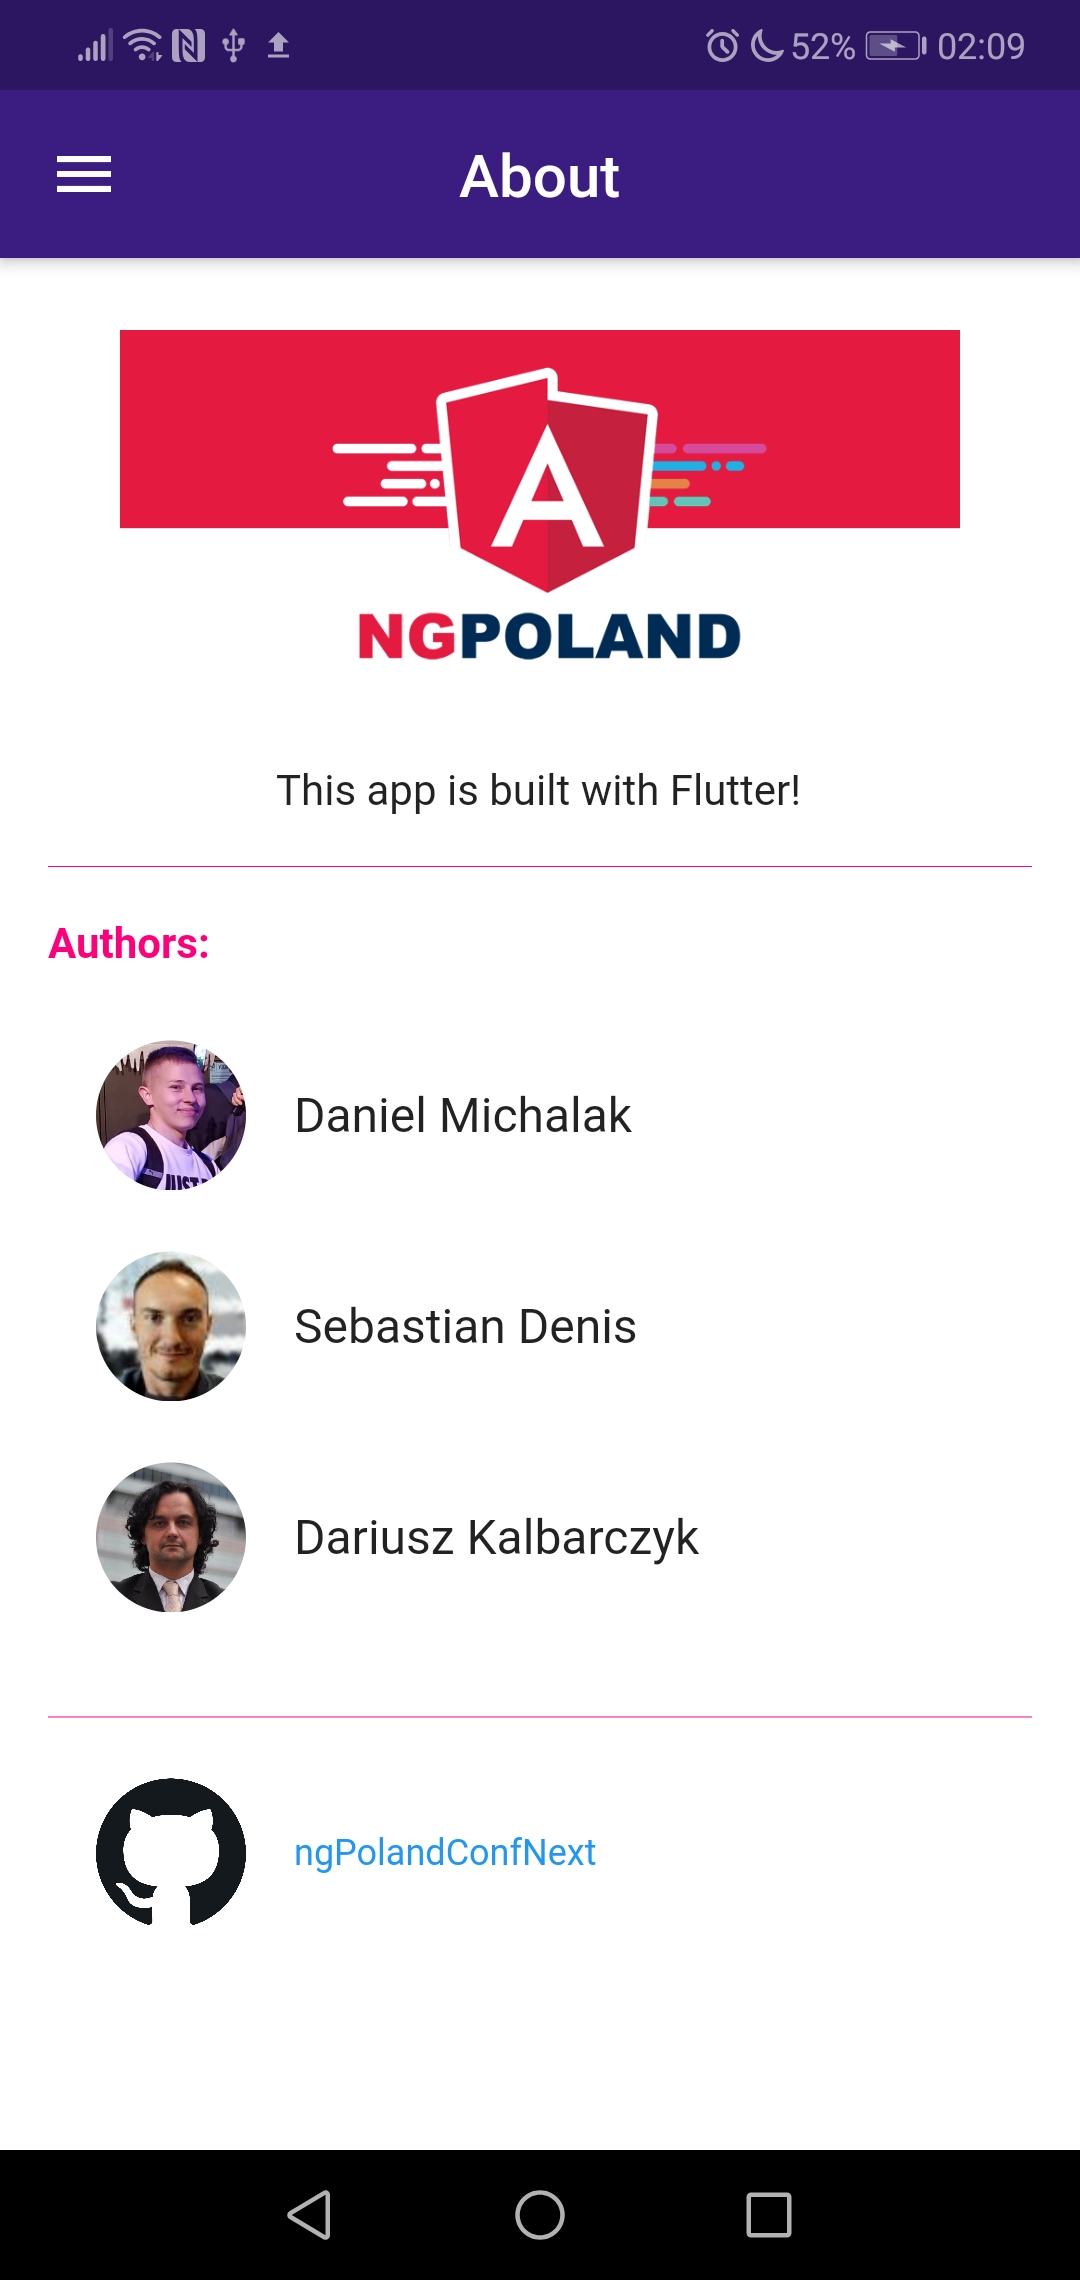 52% 02:09
About
A
NGPOLAND
This app is built with Flutter!
Authors:
Daniel Michalak
Sebastian Denis
Dariusz Kalbarczyk
ngPolandConfNext